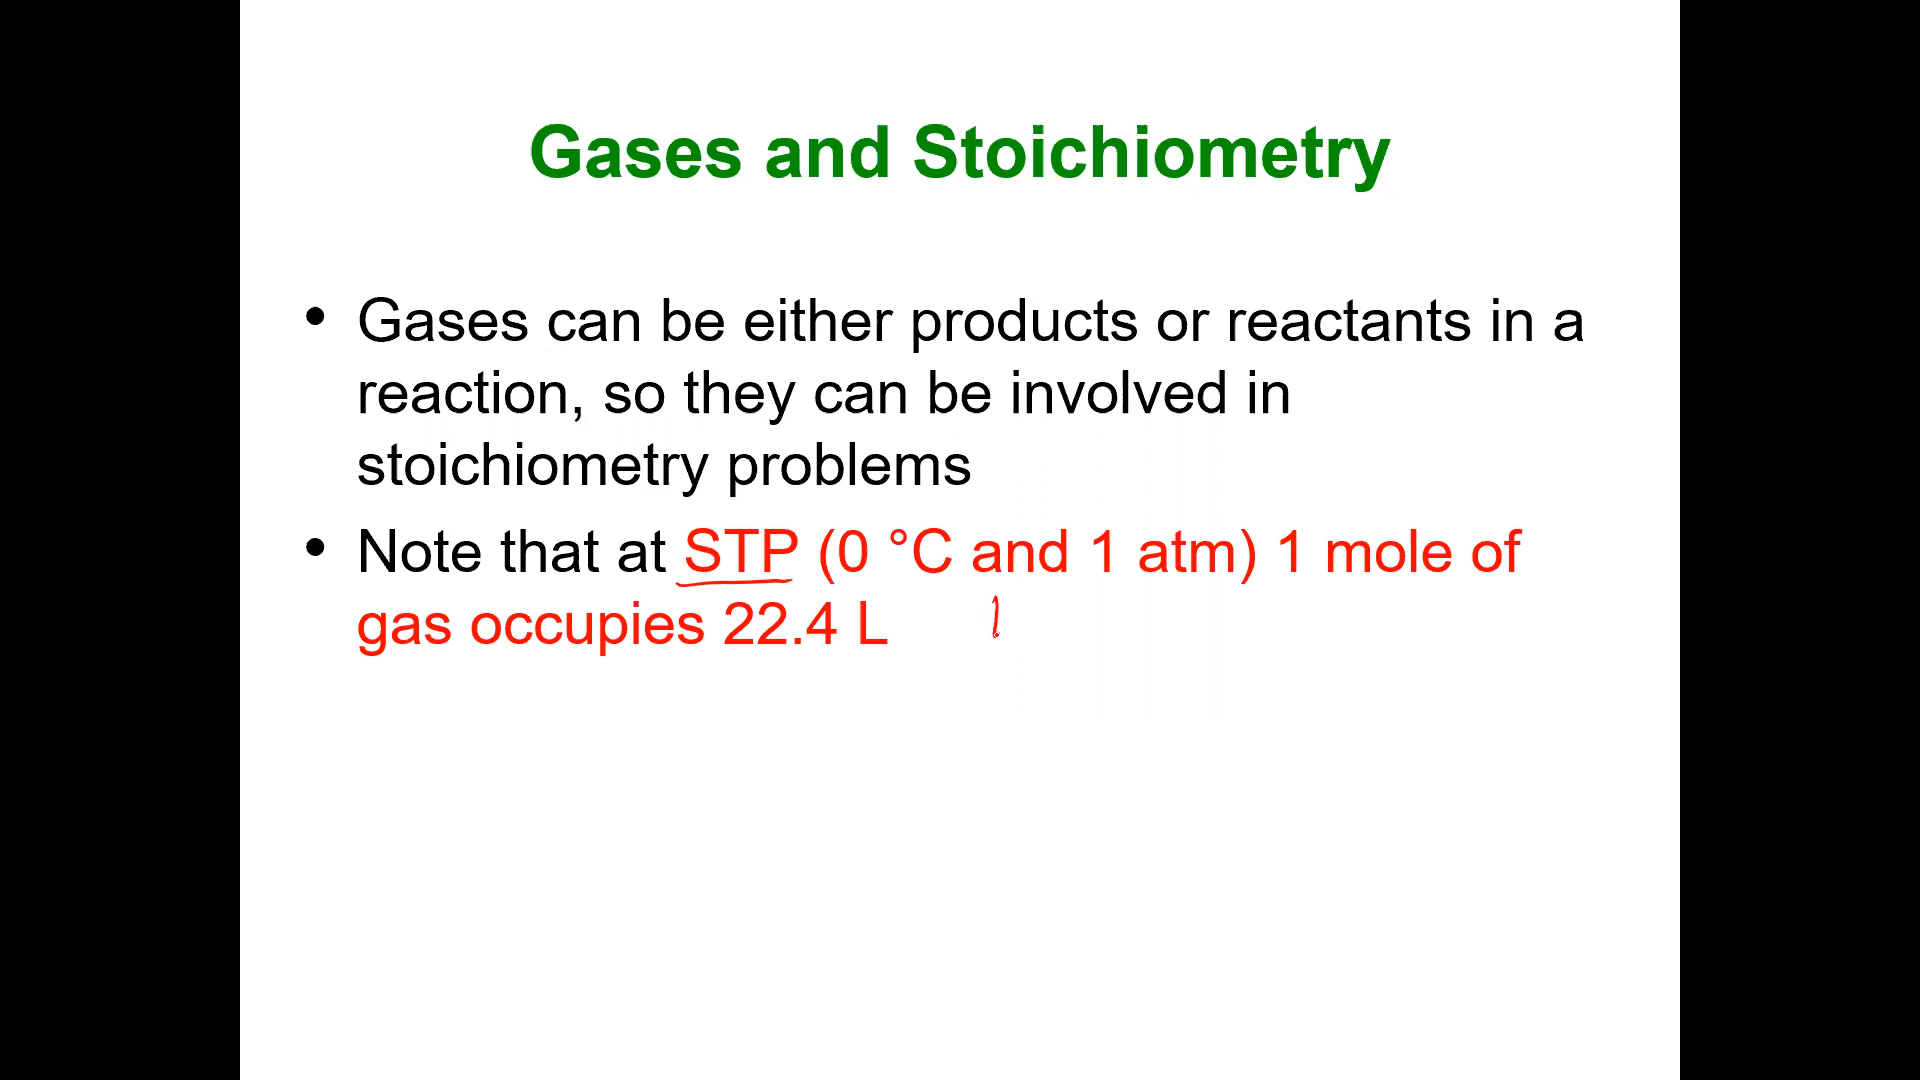 Gases and Stoichiometry
• Gases can be either products or reactants in a
reaction, so they can be involved in
stoichiometry problems
• Note that at STP (0 °C and 1 atm) 1 mole of
gas occupies 22.4 L